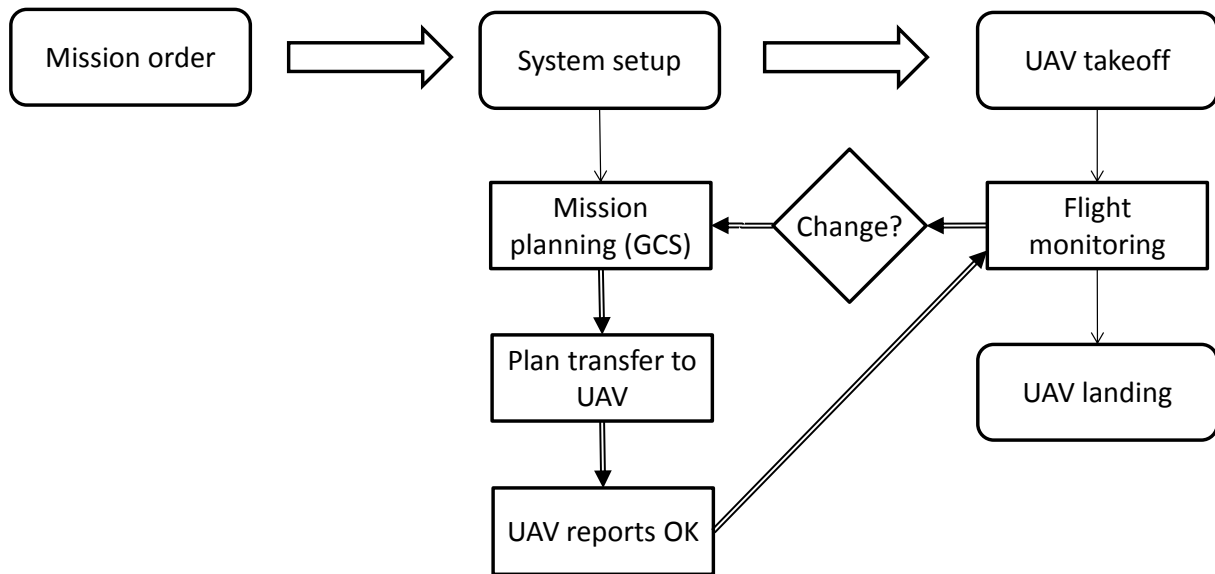 Mission order
System setup
UAV takeoff
Mission
planning (GCS)
Change?
Flight
monitoring
Plan transfer to
UAV
UAV landing
UAV reports OK